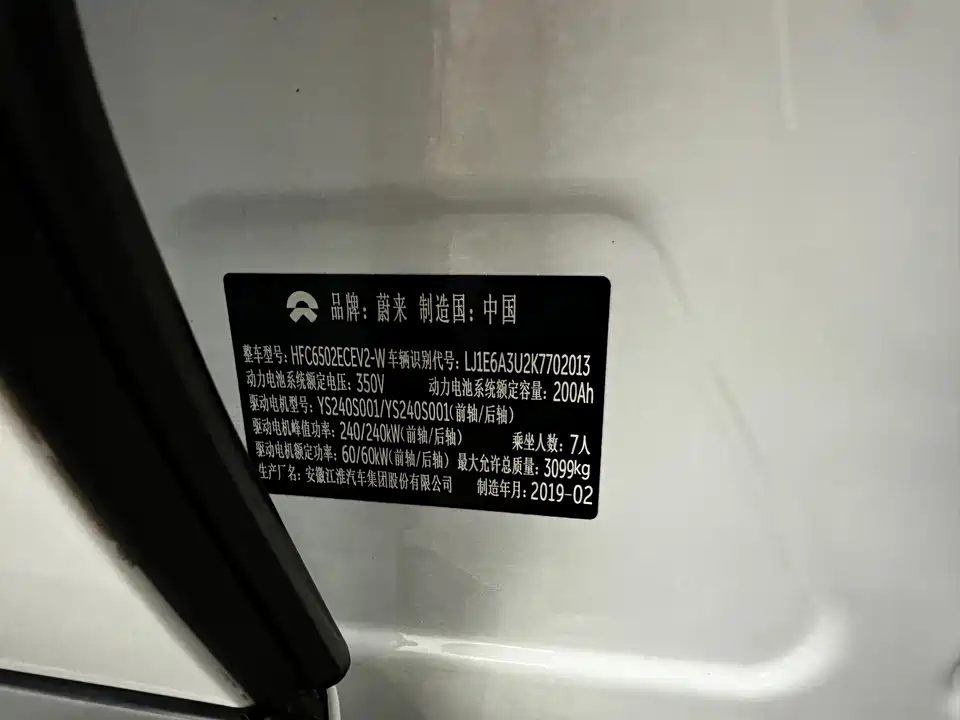 品牌：蔚来 制造国：中国
整车型号：HFC6502ECEV2-W 车辆识别代号：LJ1E6A3U2K7702013
动力电池系统额定电压：350V 动力电池系统额定容量：200Ah
驱动电机型号：YS240S001/YS240S001(前轴/后轴)
驱动电机峰值功率：240/240kW(前轴/后轴) 乘坐人数：7人
驱动电机额定功率：60/60kW(前轴/后轴) 最大允许总质量：3099kg
生产厂名：安徽江淮汽车集团股份有限公司 制造年月：2019-02